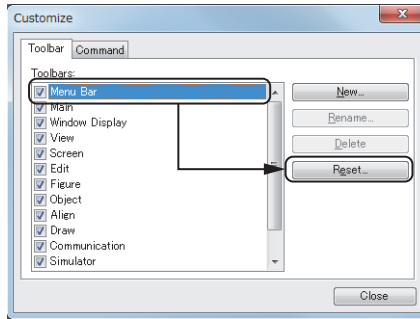 Customize
Toolbar Command
Toolbars:
Menu Bar
Main
Window Display
View
Screen
Edit
Figure
Object
Align
Draw
Communication
Simulator
New...
Rename...
Delete
Reset...
Close